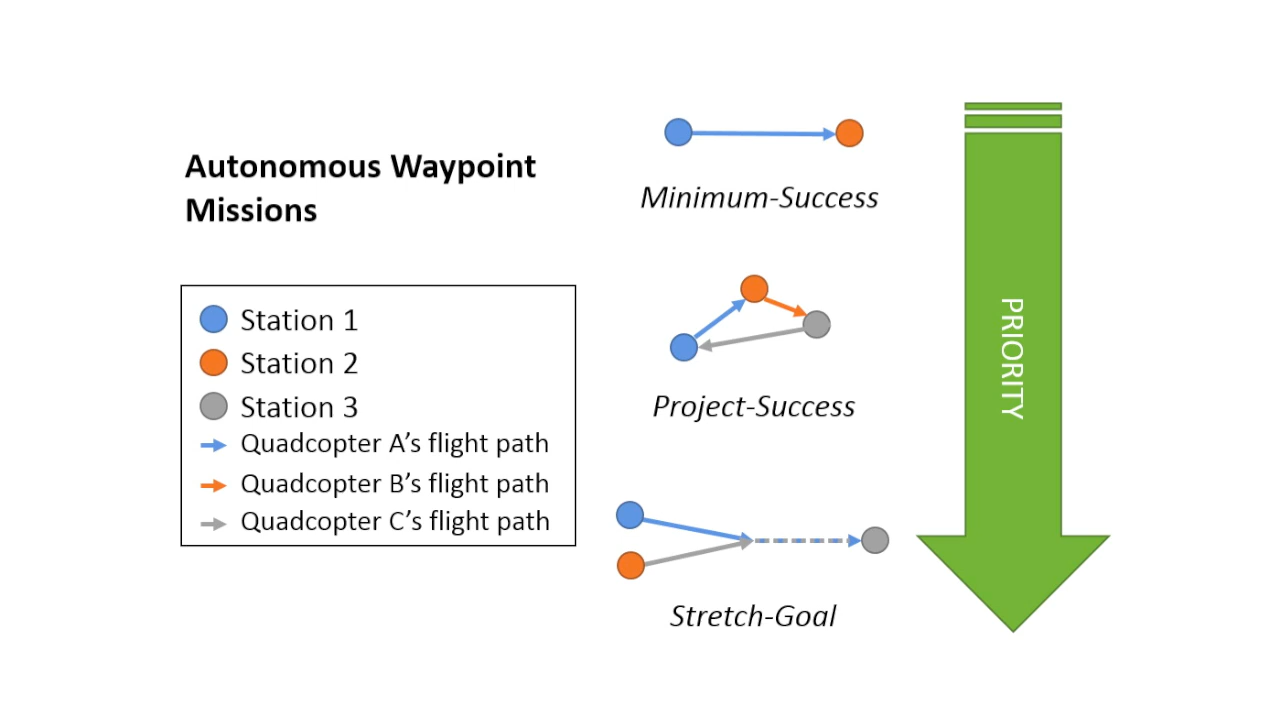 Autonomous Waypoint
Missions
Station 1
Station 2
Station 3
Quadcopter A’s flight path
Quadcopter B’s flight path
Quadcopter C’s flight path
Minimum-Success
Project-Success
Stretch-Goal
PRIORITY